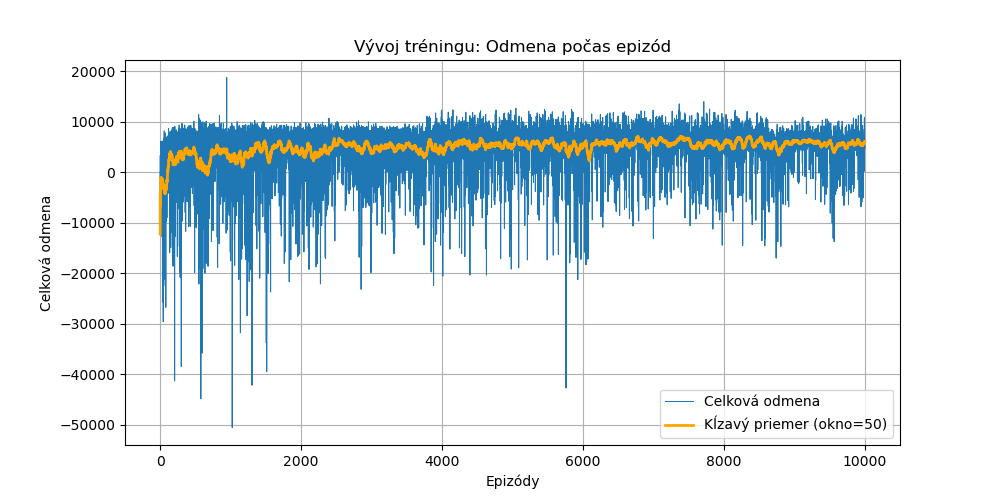 Vývoj tréningu: Odmena počas epizód
20000
10000
0
−10000
−20000
−30000
−40000
−50000
Celková odmena
0
2000
4000
6000
8000
10000
Epizódy
Celková odmena
Kĺzavý priemer (okno=50)